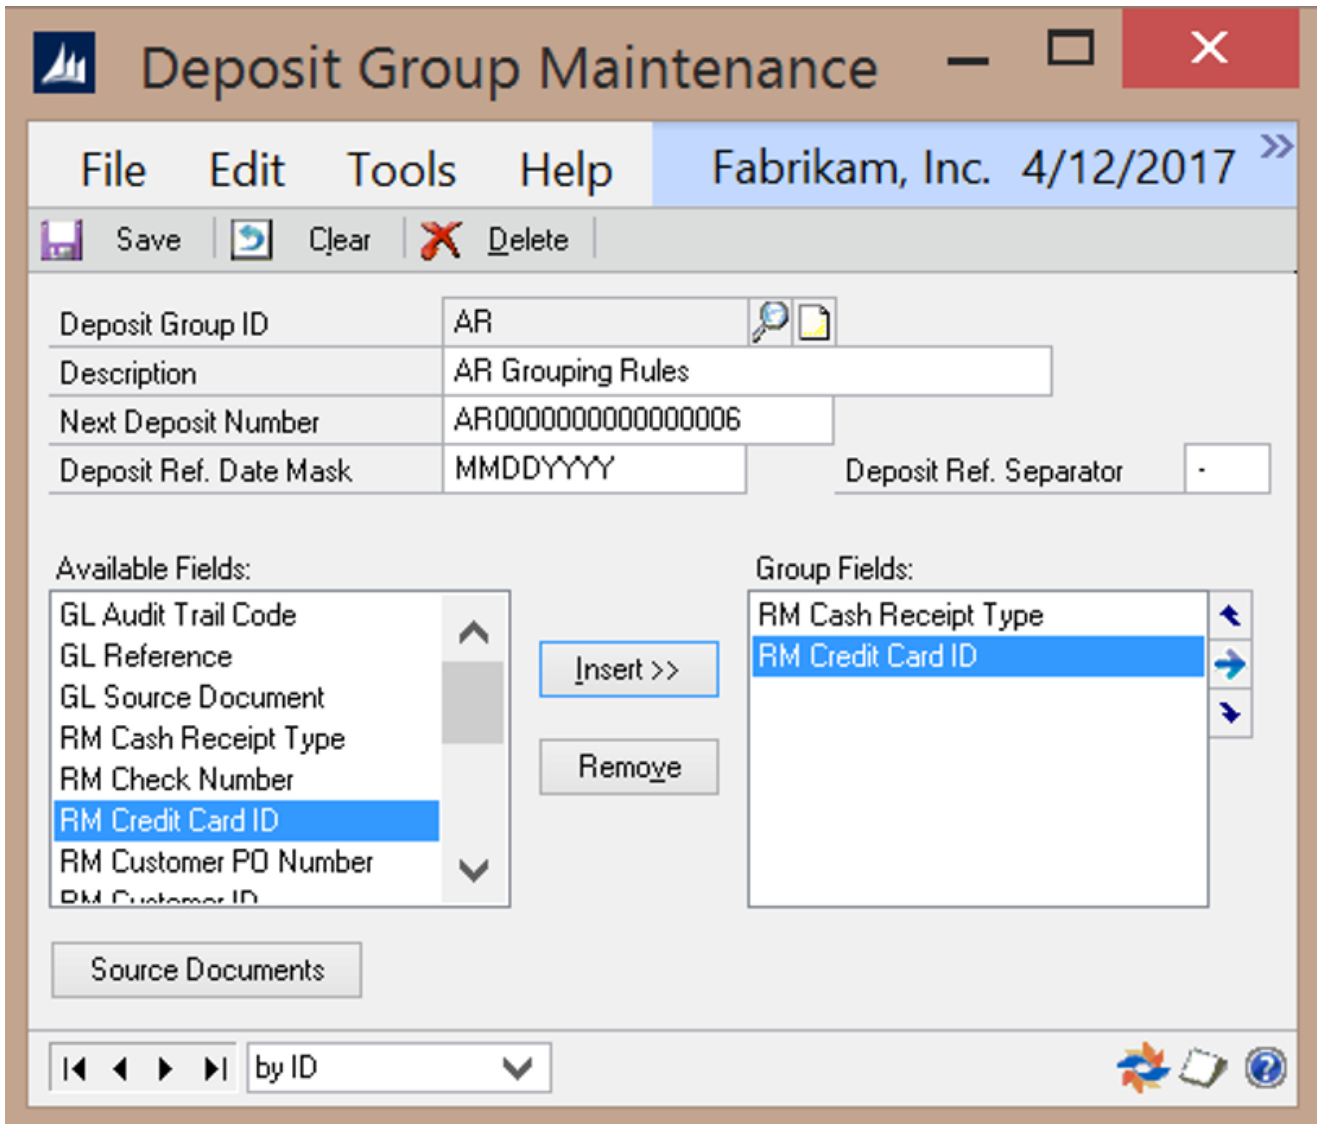 Deposit Group Maintenance
File Edit Tools Help Fabrikam, Inc. 4/12/2017 »
Save Clear Delete
Deposit Group ID AR
Description AR Grouping Rules
Next Deposit Number AR0000000000000006
Deposit Ref. Date Mask MMDDYYYY Deposit Ref. Separator -
Available Fields: Group Fields:
GL Audit Trail Code RM Cash Receipt Type
GL Reference RM Credit Card ID
GL Source Document
Insert >>
RM Cash Receipt Type
RM Check Number
Remove
RM Credit Card ID
RM Customer PO Number
RM Customer ID
Source Documents
by ID